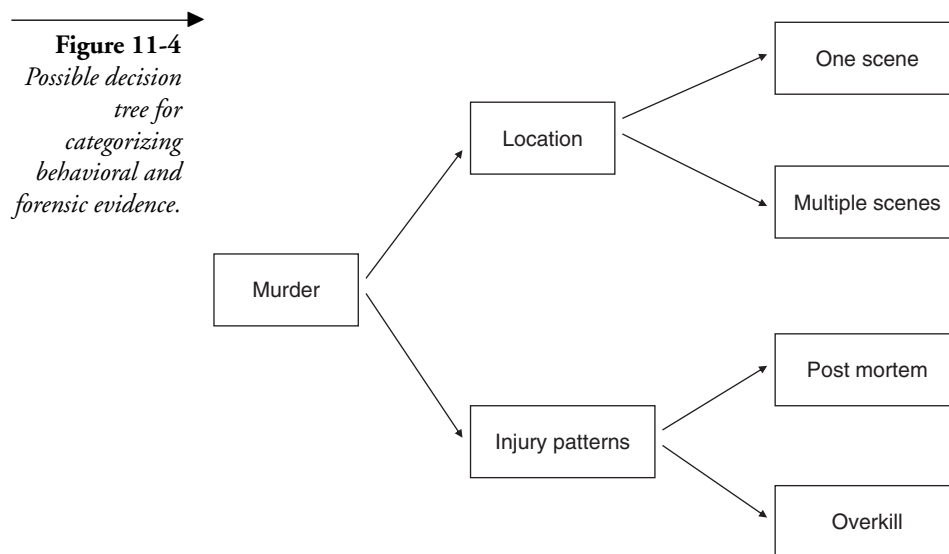 Figure 11-4
Possible decision
tree for
categorizing
behavioral and
forensic evidence.
One scene
Location
Multiple scenes
Murder
Post mortem
Injury patterns
Overkill